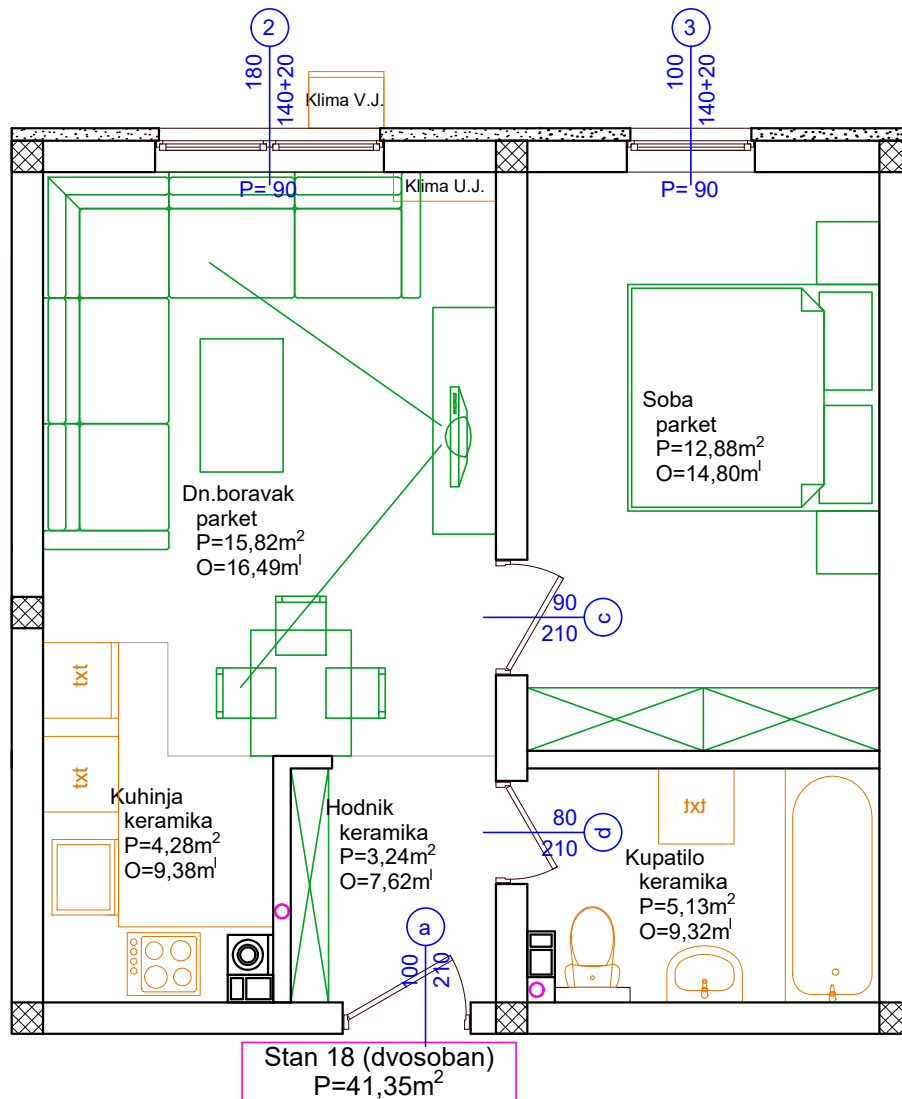 2
180
140+20
Klima V.J.
P= 90
Klima U.J.
3
100
140+20
P= 90
Soba
parket
P=12,88m²
O=14,80mˡ
Dn.boravak
parket
P=15,82m²
O=16,49mˡ
90
210
c
txt
txt
Kuhinja
keramika
P=4,28m²
O=9,38mˡ
Hodnik
keramika
P=3,24m²
O=7,62mˡ
80
210
d
txt
Kupatilo
keramika
P=5,13m²
O=9,32mˡ
a
100
210
Stan 18 (dvosoban)
P=41,35m²